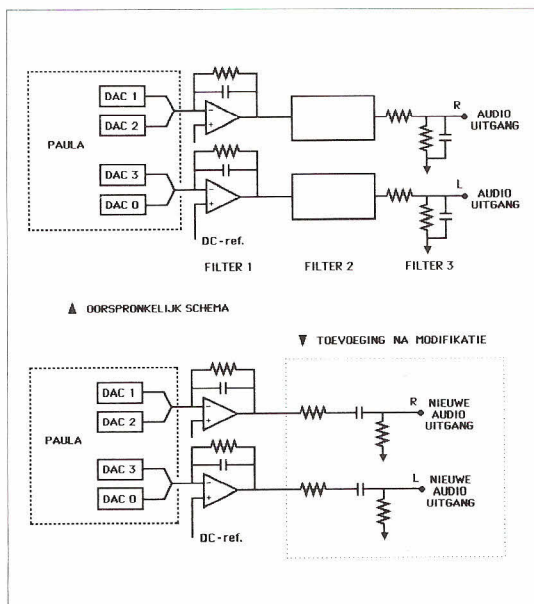 DAC 1
R
AUDIO
UITGANG
DAC 2
PAULA
DAC 3
L
AUDIO
UITGANG
DAC 0
DC-ref.
FILTER 1
FILTER 2
FILTER 3
▲ OORSPRONKELIJK SCHEMA
▼ TOEVOEGING NA MODIFIKATIE
DAC 1
R
NIEUWE
AUDIO
UITGANG
DAC 2
PAULA
DAC 3
L
NIEUWE
AUDIO
UITGANG
DAC 0
DC-ref.